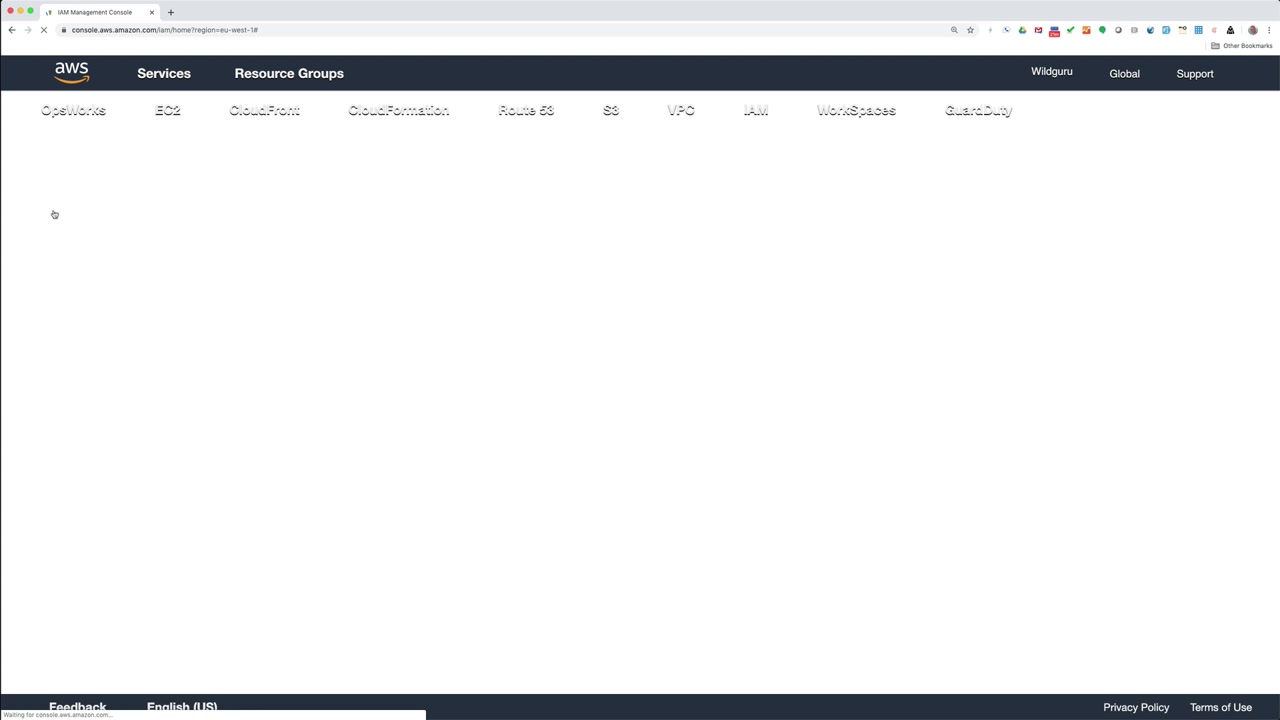 IAM Management Console
console.aws.amazon.com/iam/home?region=eu-west-1#
Other Bookmarks
aws Services Resource Groups Wildguru Global Support
OpsWorks EC2 CloudFront CloudFormation Route 53 S3 VPC IAM WorkSpaces GuardDuty
Feedback English (US) Privacy Policy Terms of Use
Waiting for console.aws.amazon.com...